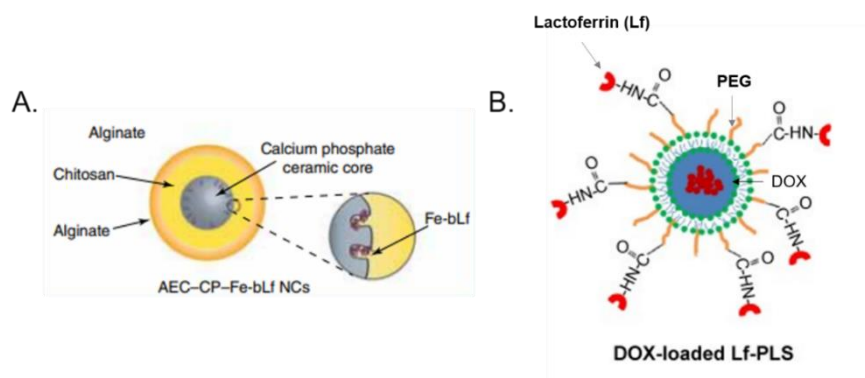 A.
Alginate
Chitosan
Alginate
Calcium phosphate
ceramic core
Fe-bLf
AEC–CP–Fe-bLf NCs
B.
Lactoferrin (Lf)
PEG
HN-C
O
O
C-HN
DOX
HN-C
O
C
O
HN
O
C
HN
C
O
HN
DOX-loaded Lf-PLS